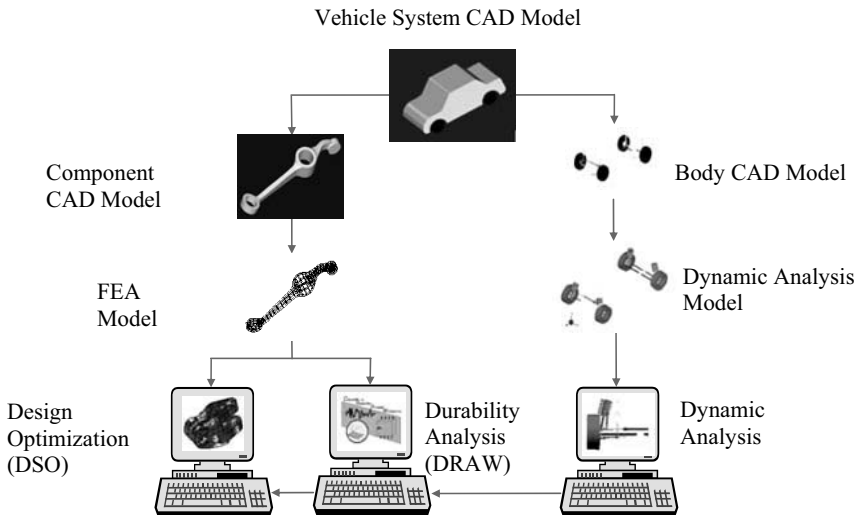 Vehicle System CAD Model
Component
CAD Model
Body CAD Model
FEA
Model
Dynamic Analysis
Model
Design
Optimization
(DSO)
Durability
Analysis
(DRAW)
Dynamic
Analysis